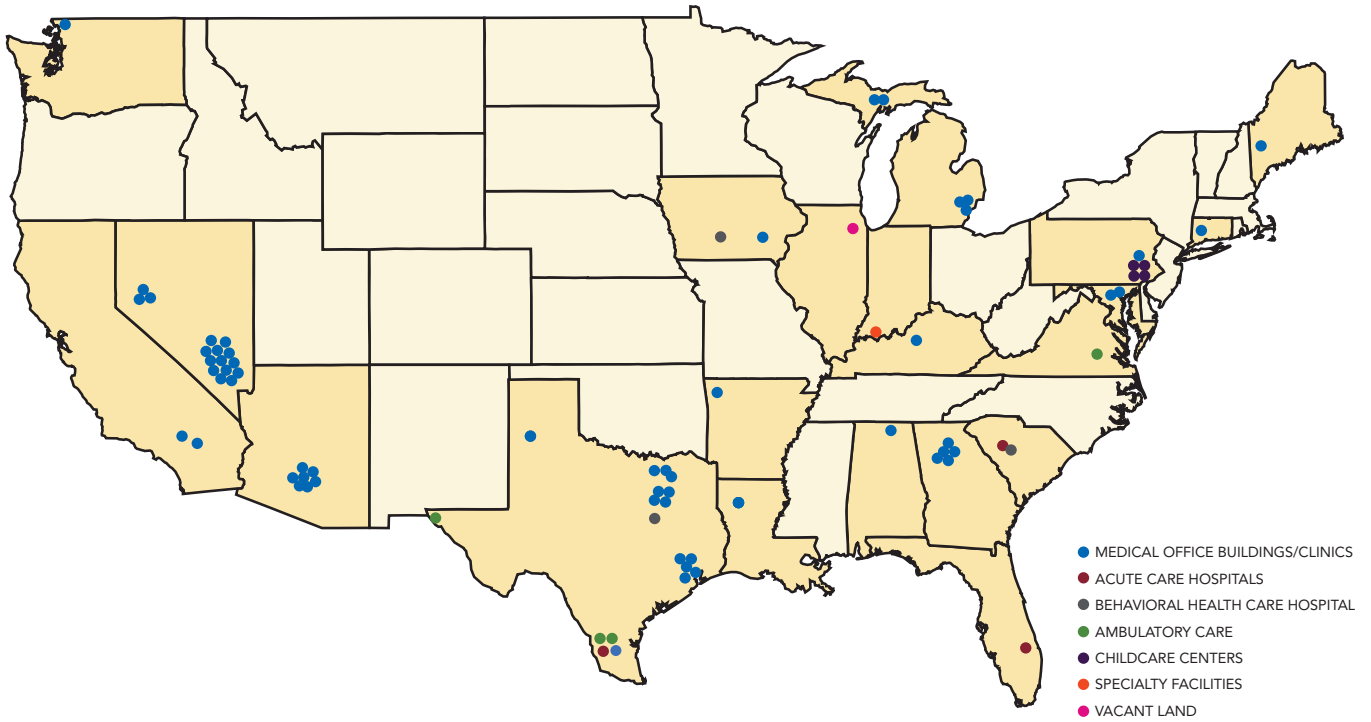 MEDICAL OFFICE BUILDINGS/CLINICS
ACUTE CARE HOSPITALS
BEHAVIORAL HEALTH CARE HOSPITAL
AMBULATORY CARE
CHILDCARE CENTERS
SPECIALTY FACILITIES
VACANT LAND